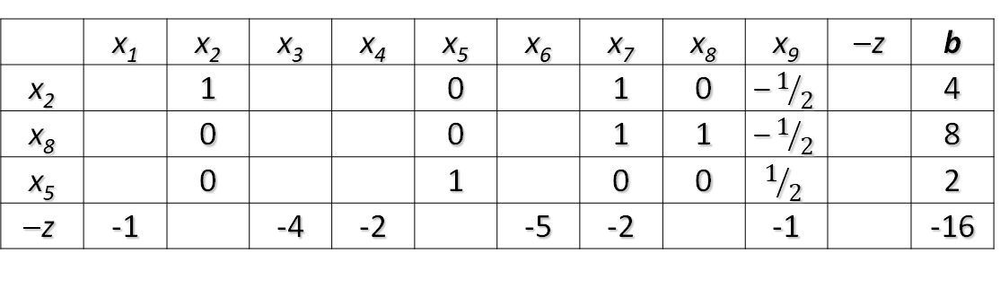 x1 x2 x3 x4 x5 x6 x7 x8 x9 –z b
x2 1 0 1 0 –1/2 4
x8 0 0 1 1 –1/2 8
x5 0 1 0 0 1/2 2
–z -1 -4 -2 -5 -2 -1 -16